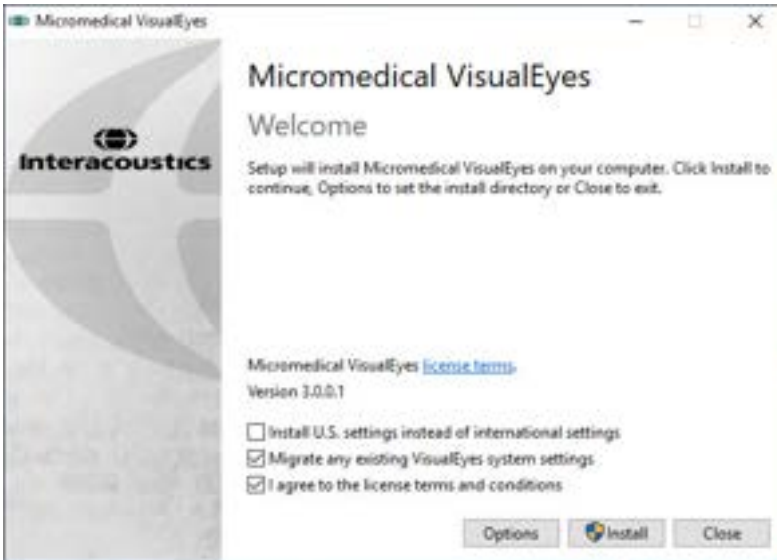 Micromedical VisualEyes
Interacoustics
Micromedical VisualEyes
Welcome
Setup will install Micromedical VisualEyes on your computer. Click Install to
continue, Options to set the install directory or Close to exit.
Micromedical VisualEyes license terms.
Version 3.0.0.1
Install U.S. settings instead of international settings
Migrate any existing VisualEyes system settings
I agree to the license terms and conditions
Options Install Close